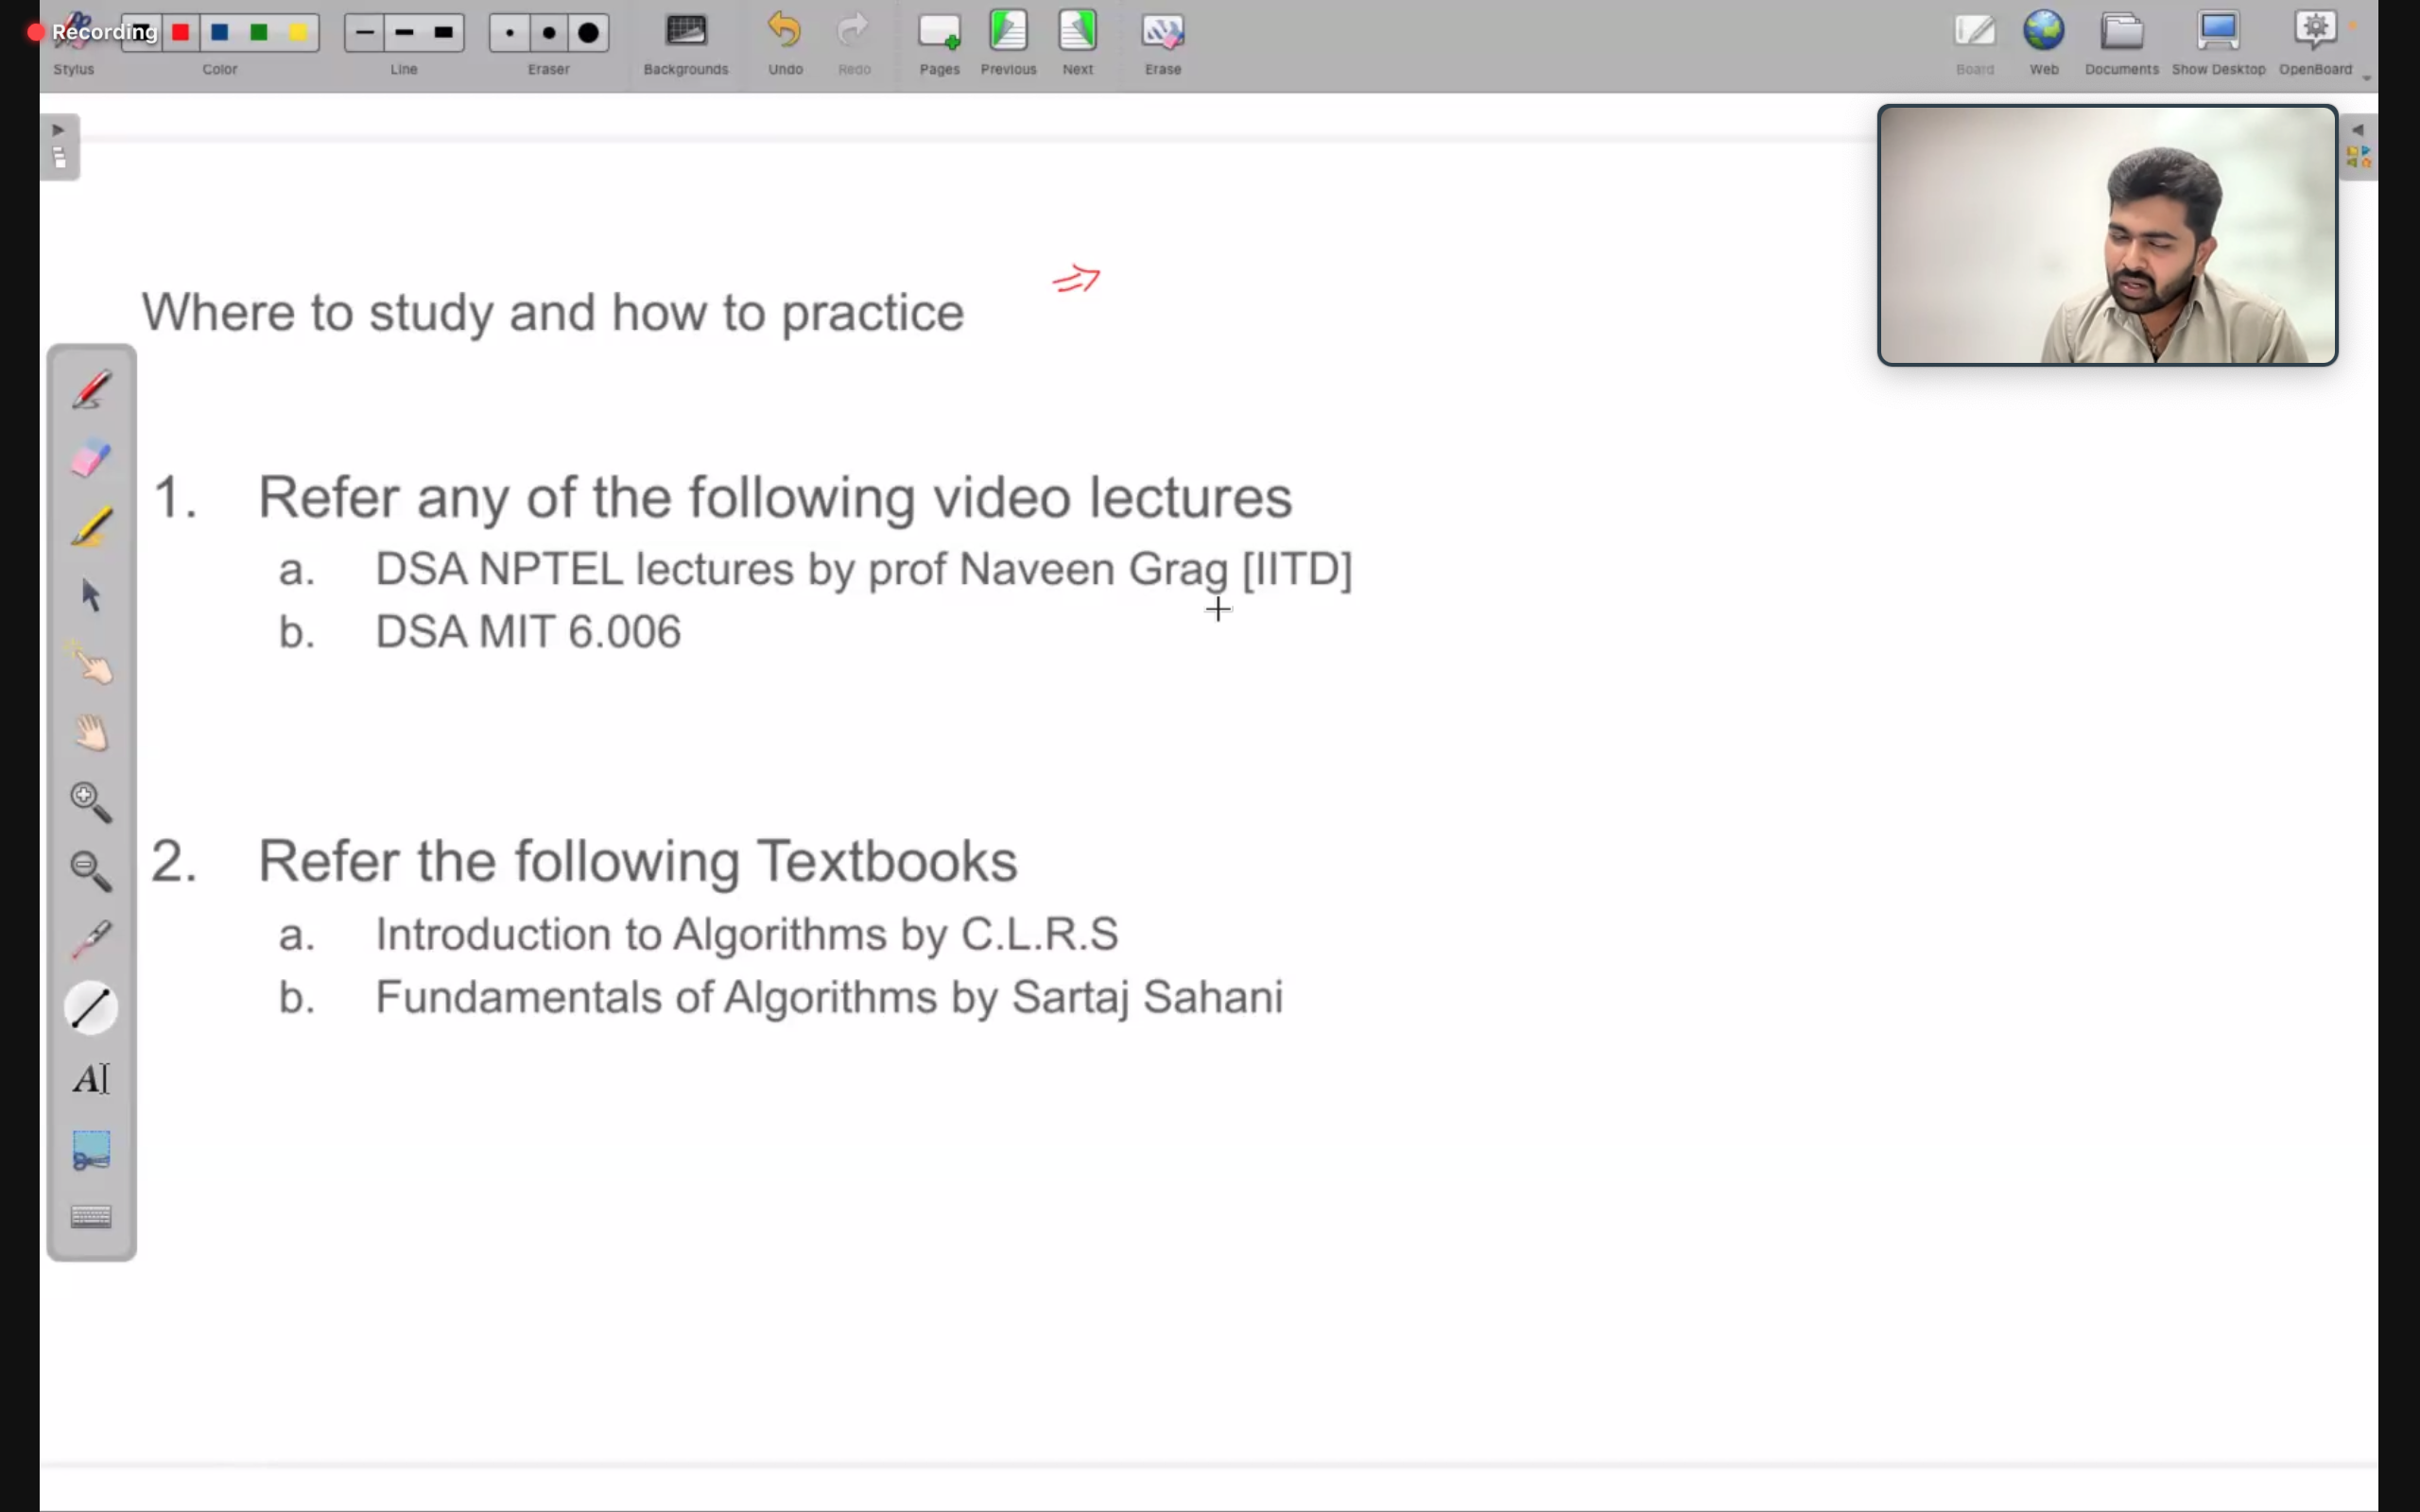 Recording
Stylus Color Line Eraser Backgrounds Undo Redo Pages Previous Next Erase Board Web Documents Show Desktop OpenBoard
Where to study and how to practice
1. Refer any of the following video lectures
a. DSA NPTEL lectures by prof Naveen Grag [IITD]
b. DSA MIT 6.006
2. Refer the following Textbooks
a. Introduction to Algorithms by C.L.R.S
b. Fundamentals of Algorithms by Sartaj Sahani
AI